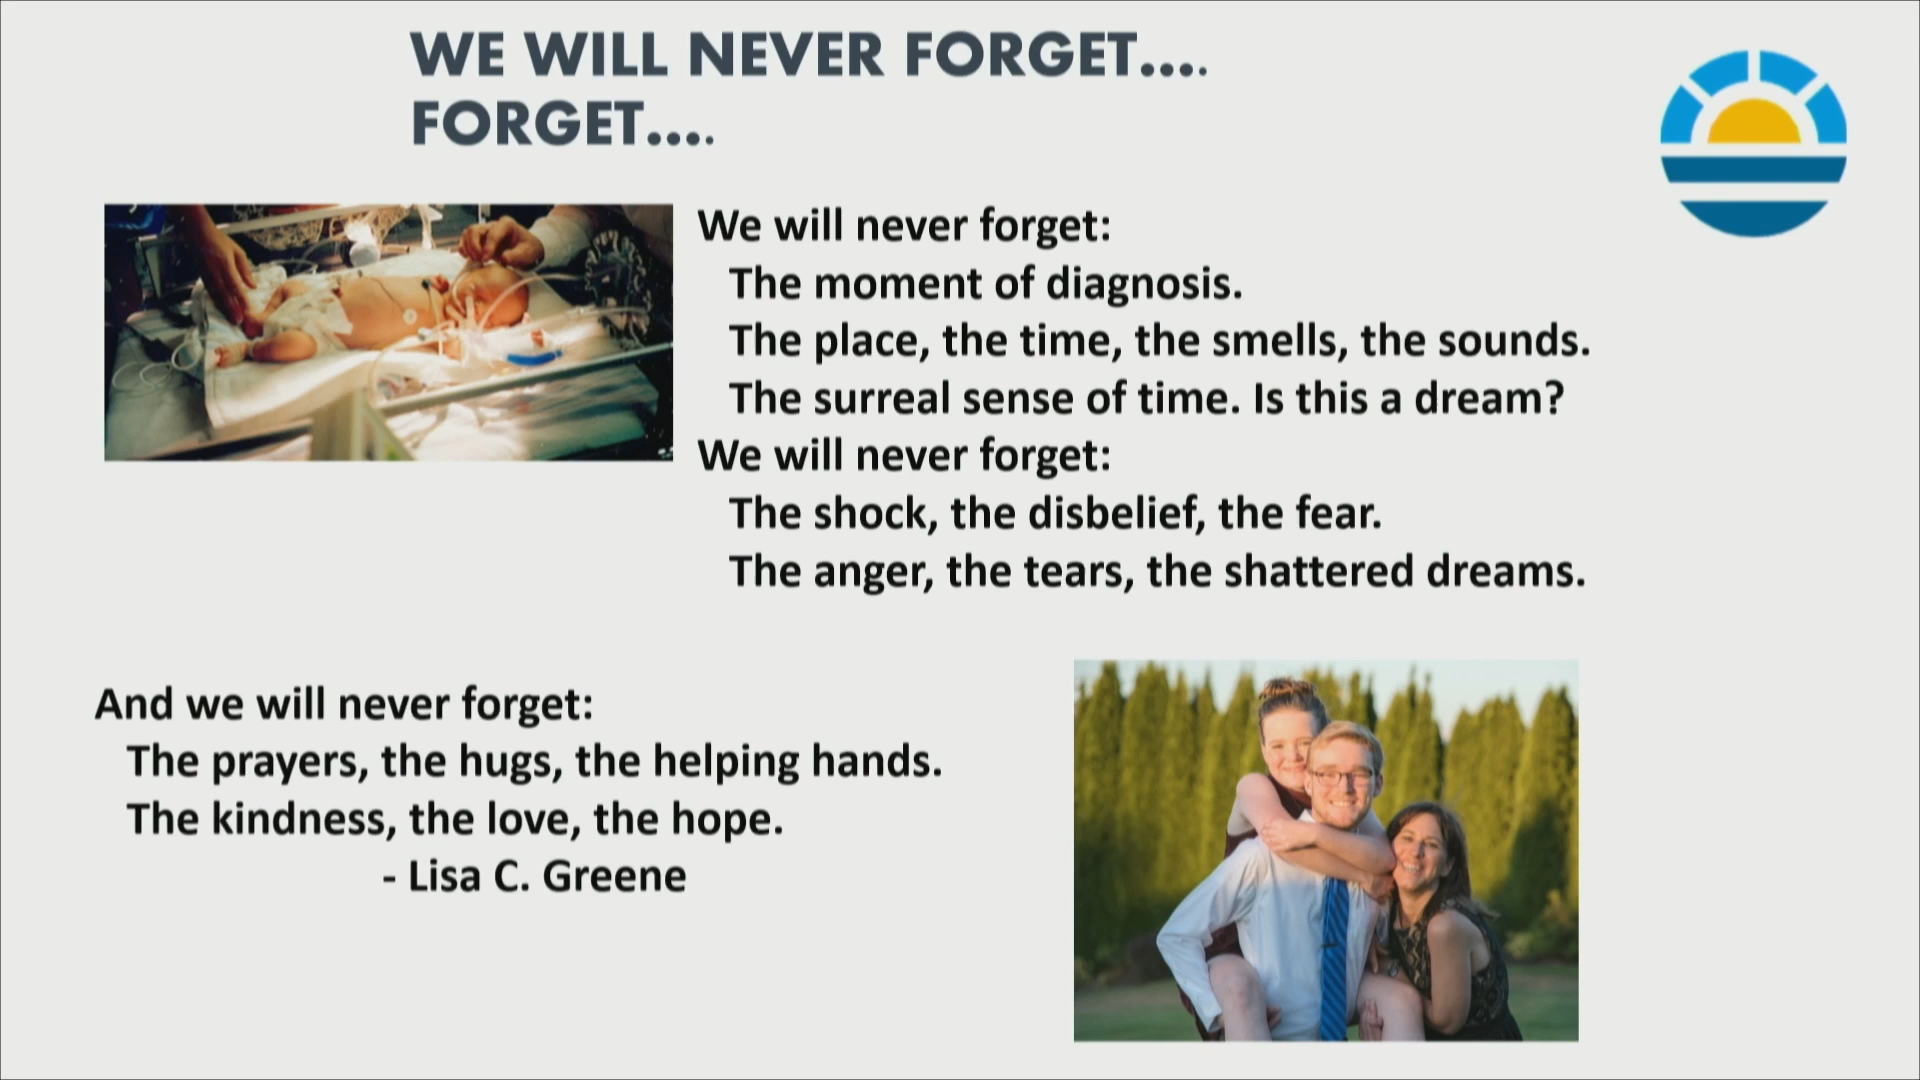 WE WILL NEVER FORGET....
FORGET....
We will never forget:
The moment of diagnosis.
The place, the time, the smells, the sounds.
The surreal sense of time. Is this a dream?
We will never forget:
The shock, the disbelief, the fear.
The anger, the tears, the shattered dreams.
And we will never forget:
The prayers, the hugs, the helping hands.
The kindness, the love, the hope.
- Lisa C. Greene